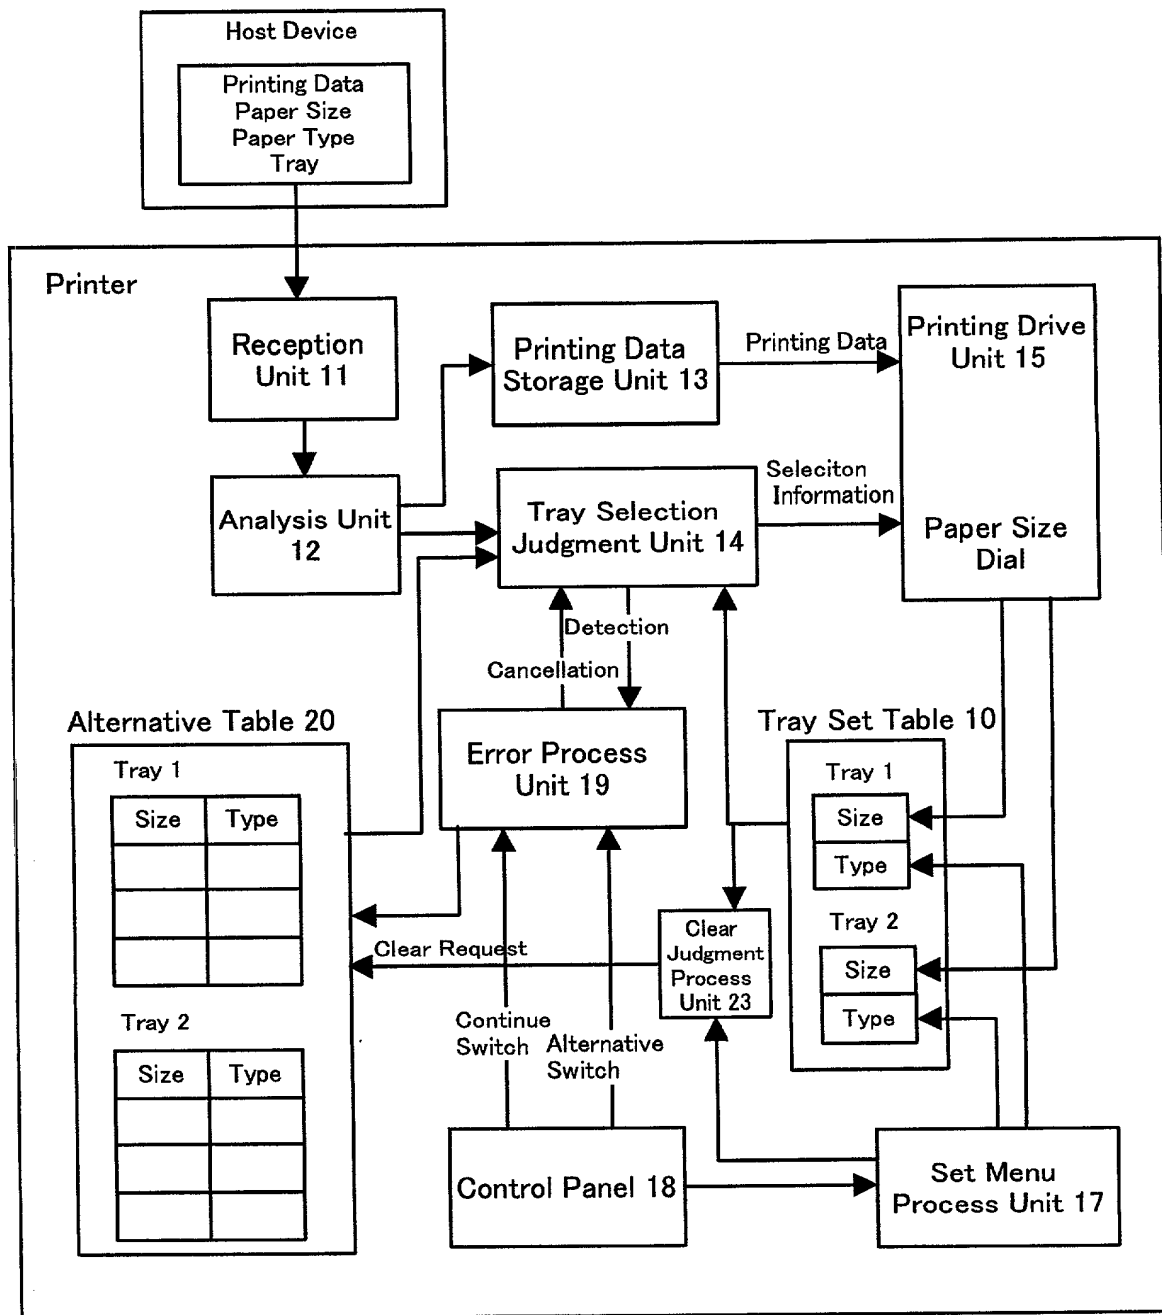 Host Device
Printing Data
Paper Size
Paper Type
Tray
Printer
Reception
Unit 11
Printing Data
Storage Unit 13
Printing Data
Printing Drive
Unit 15
Analysis Unit
12
Tray Selection
Judgment Unit 14
Seleciton
Information
Paper Size
Dial
Detection
Cancellation
Alternative Table 20
Tray 1
Size Type
Error Process
Unit 19
Tray Set Table 10
Tray 1
Size
Type
Tray 2
Size
Type
Clear
Judgment
Process
Unit 23
Clear Request
Tray 2
Size Type
Continue
Switch
Alternative
Switch
Control Panel 18
Set Menu
Process Unit 17